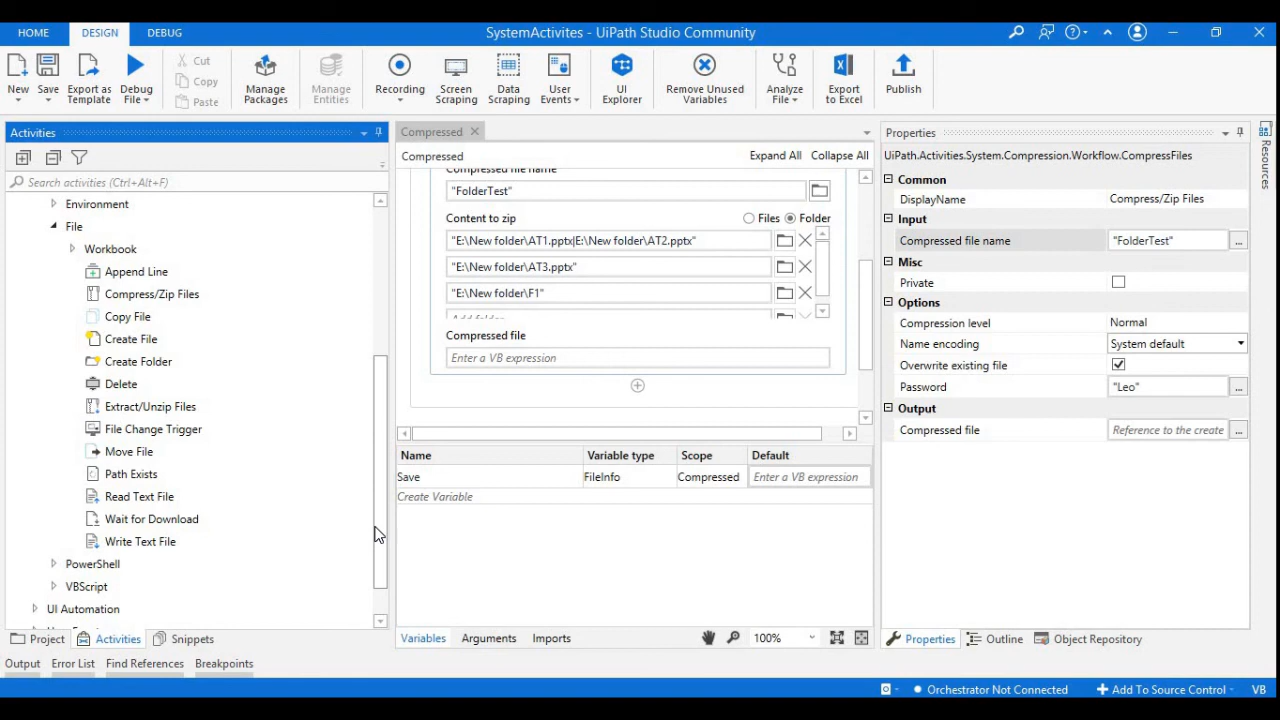 HOME DESIGN DEBUG SystemActivites - UiPath Studio Community
New Save Export as Template Debug File Cut Copy Paste Manage Packages Manage Entities Recording Screen Scraping Data Scraping User Events UI Explorer Remove Unused Variables Analyze File Export to Excel Publish
Activities
Search activities (Ctrl+Alt+F)
Environment
File
Workbook
Append Line
Compress/Zip Files
Copy File
Create File
Create Folder
Delete
Extract/Unzip Files
File Change Trigger
Move File
Path Exists
Read Text File
Wait for Download
Write Text File
PowerShell
VBScript
UI Automation
Project Activities Snippets
Compressed
Compressed Expand All Collapse All
Compressed file name
"FolderTest"
Content to zip Files Folder
"E:\New folder\AT1.pptx|E:\New folder\AT2.pptx"
"E:\New folder\AT3.pptx"
"E:\New folder\F1"
Add folder
Compressed file
Enter a VB expression
Name Variable type Scope Default
Save FileInfo Compressed Enter a VB expression
Create Variable
Variables Arguments Imports 100%
Properties
UiPath.Activities.System.Compression.Workflow.CompressFiles
Common
DisplayName Compress/Zip Files
Input
Compressed file name "FolderTest" ...
Misc
Private
Options
Compression level Normal
Name encoding System default
Overwrite existing file
Password "Leo" ...
Output
Compressed file Reference to the create ...
Properties Outline Object Repository
Resources
Output Error List Find References Breakpoints
Orchestrator Not Connected Add To Source Control VB